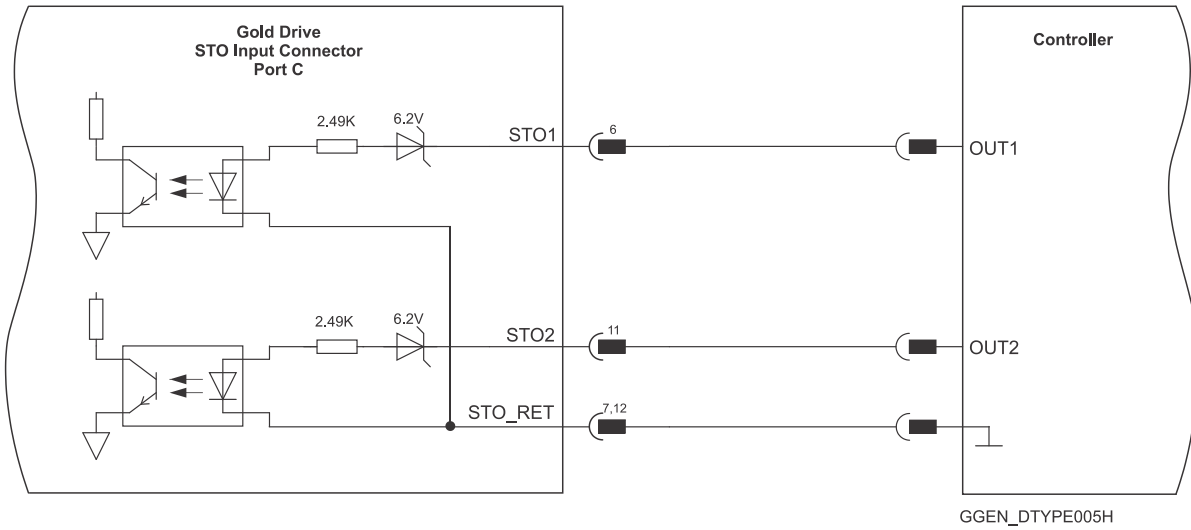 Gold Drive
STO Input Connector
Port C
Controller
2.49K
6.2V
STO1
6
OUT1
2.49K
6.2V
STO2
11
OUT2
STO_RET
7,12
GGEN_DTYPE005H